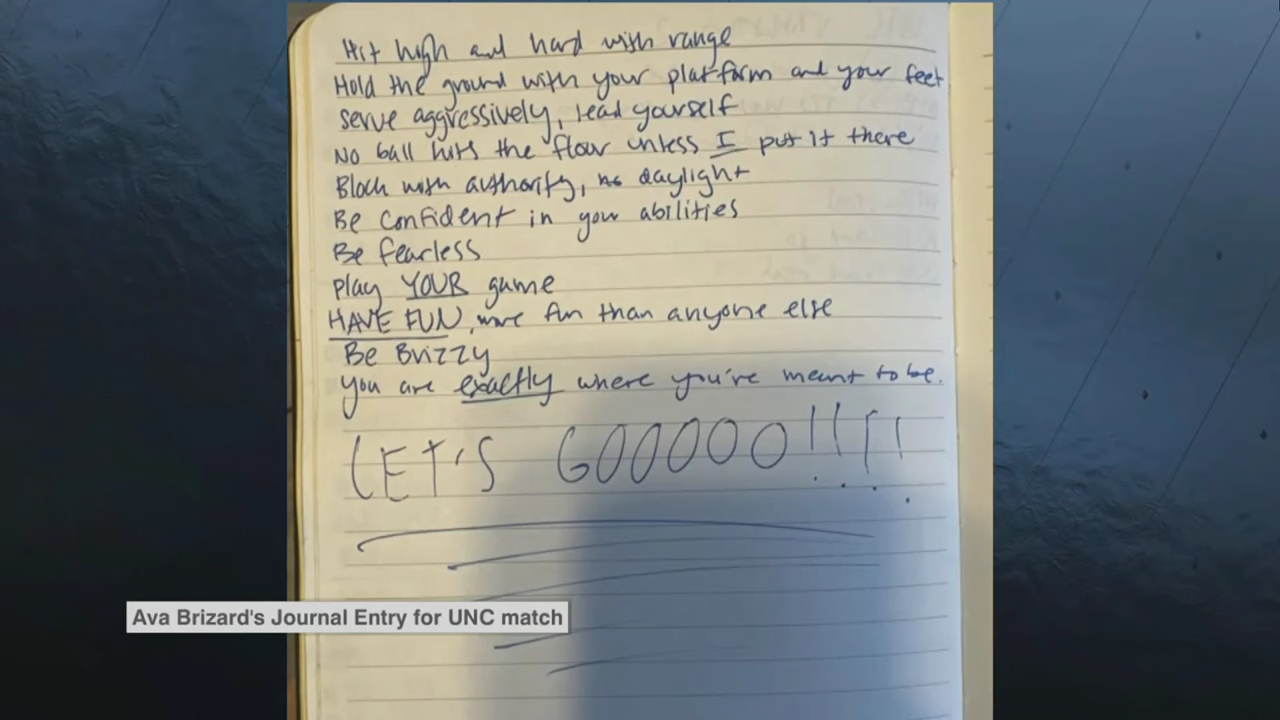 Hit high and hard with range
Hold the ground with your platform and your feet
serve aggressively, lead yourself
No ball hits the floor unless I put it there
Block with authority, no daylight
Be confident in your abilities
Be fearless
Play YOUR game
HAVE FUN, more fun than anyone else
Be Brizzy
you are exactly where you're meant to be.
LET'S GOOOOO!!!!
Ava Brizard's Journal Entry for UNC match